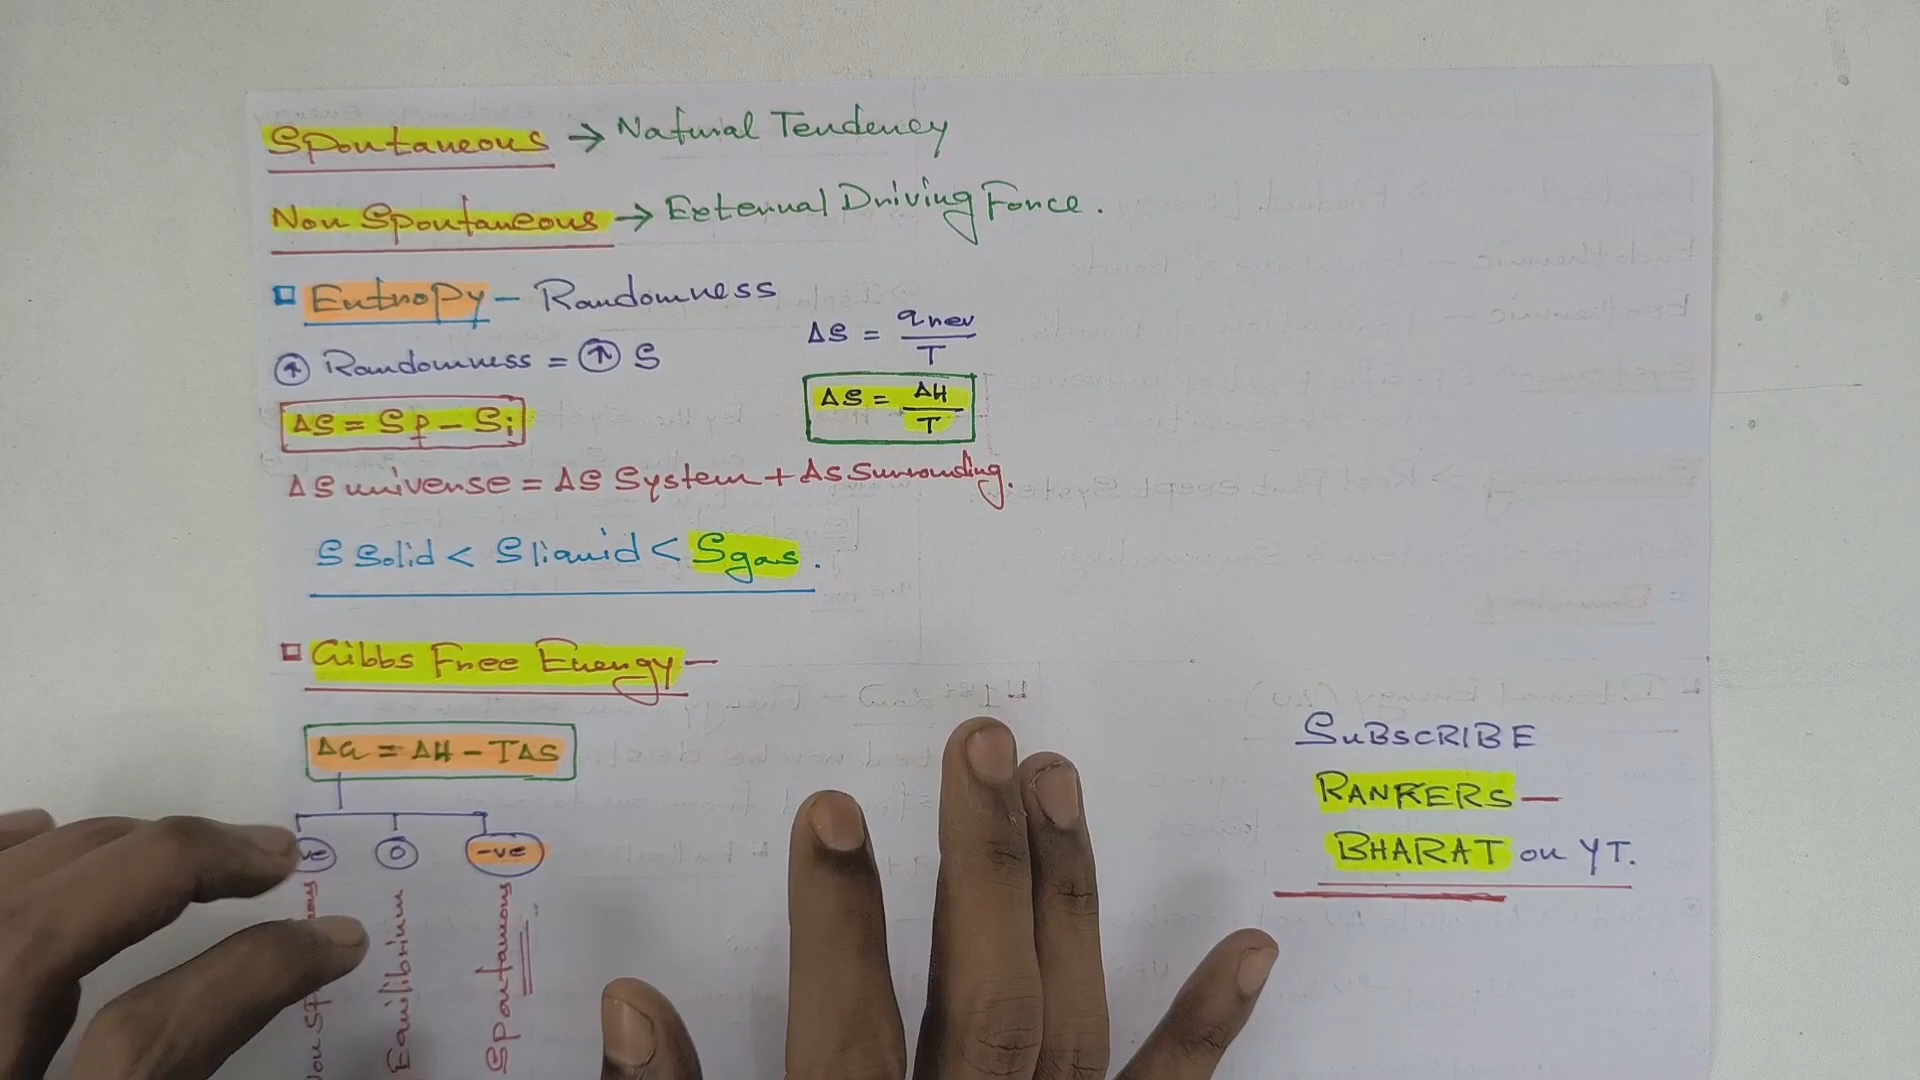 Spontaneous → Natural Tendency
Non Spontaneous → External Driving Force.
Entropy - Randomness
↑ Randomness = ↑ S
ΔS = qrev / T
ΔS = Sf - Si
ΔS = ΔH / T
ΔS universe = ΔS System + ΔS Surrounding.
S Solid < S liquid < S gas.
Gibbs Free Energy -
ΔG = ΔH - TΔS
ve 0 -ve
Equilibrium
Spontaneous
SUBSCRIBE
RANKERS -
BHARAT on YT.